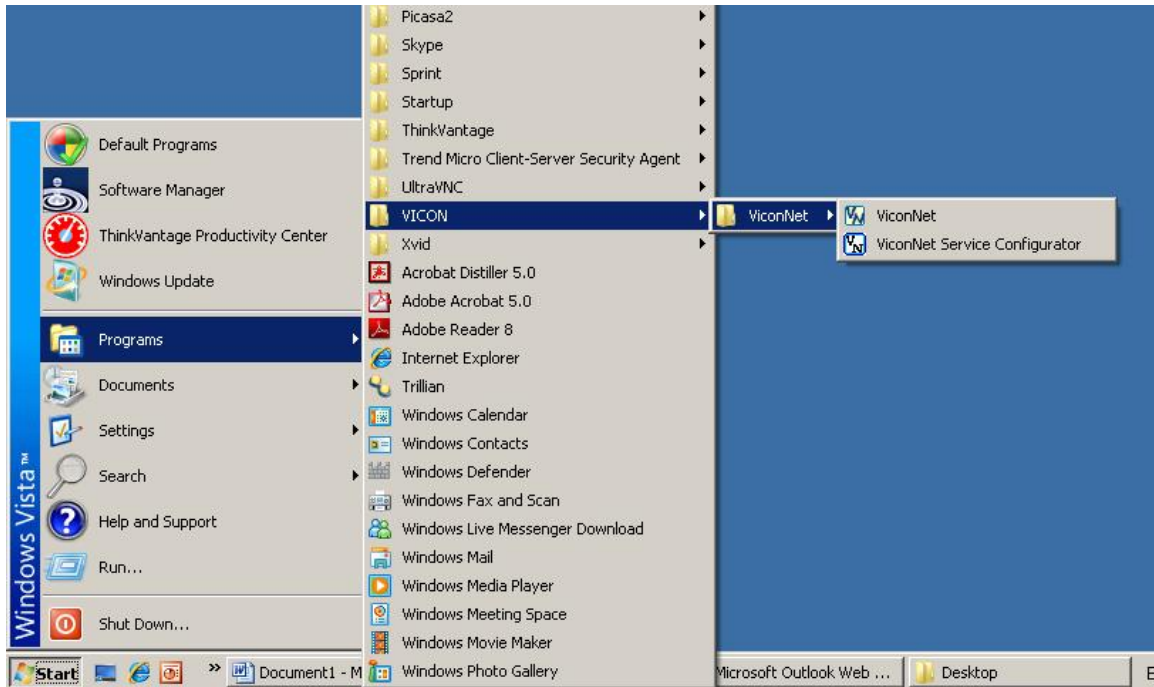 Default Programs
Software Manager
ThinkVantage Productivity Center
Windows Update
Programs
Documents
Settings
Search
Help and Support
Run...
Shut Down...
Windows Vista™
Picasa2
Skype
Sprint
Startup
ThinkVantage
Trend Micro Client-Server Security Agent
UltraVNC
VICON
Xvid
Acrobat Distiller 5.0
Adobe Acrobat 5.0
Adobe Reader 8
Internet Explorer
Trillian
Windows Calendar
Windows Contacts
Windows Defender
Windows Fax and Scan
Windows Live Messenger Download
Windows Mail
Windows Media Player
Windows Meeting Space
Windows Movie Maker
Windows Photo Gallery
ViconNet
ViconNet
ViconNet Service Configurator
Start » Document1 - M Microsoft Outlook Web ... Desktop E